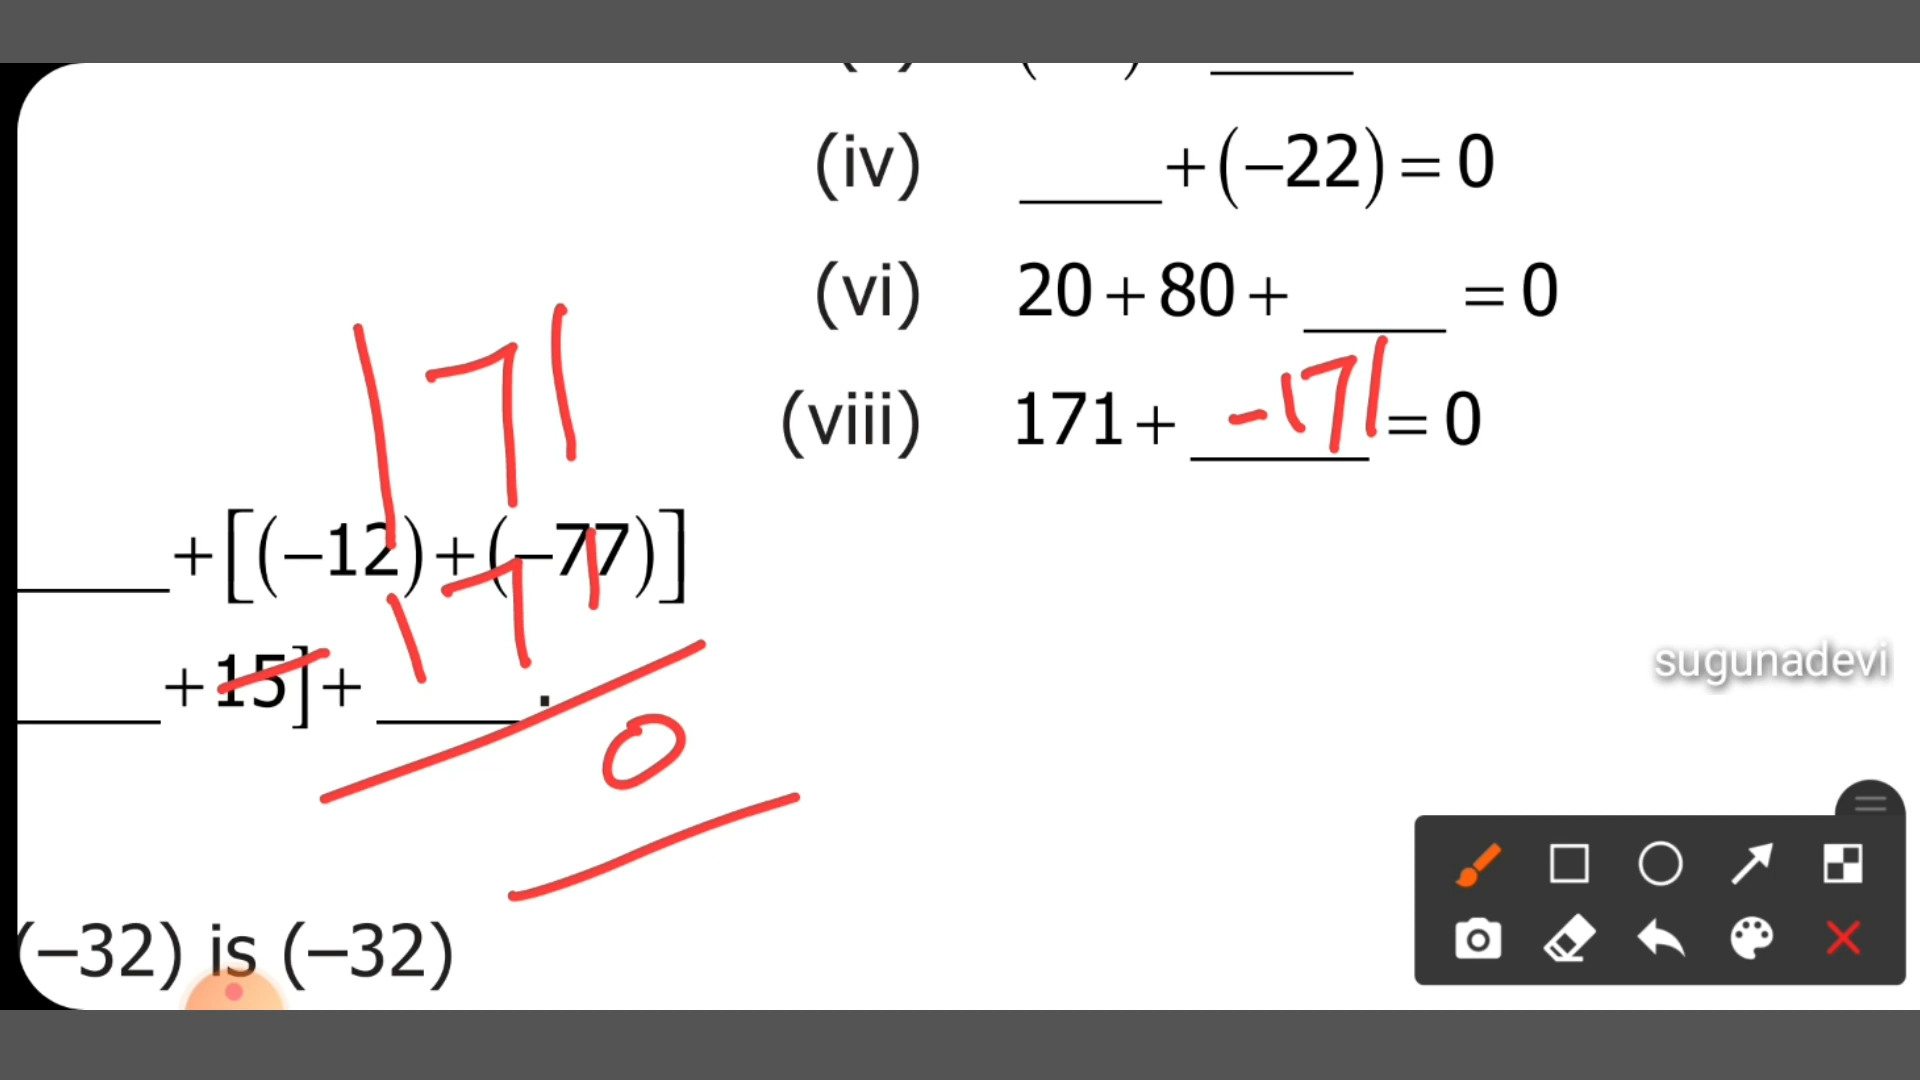 (iv) ____+(−22)=0
(vi) 20+80+ ____ =0
(viii) 171+ -171 =0
171
____+[(−12)+(−77)]
171
____+15]+ ____.
0
(−32) is (−32)
sugunadevi